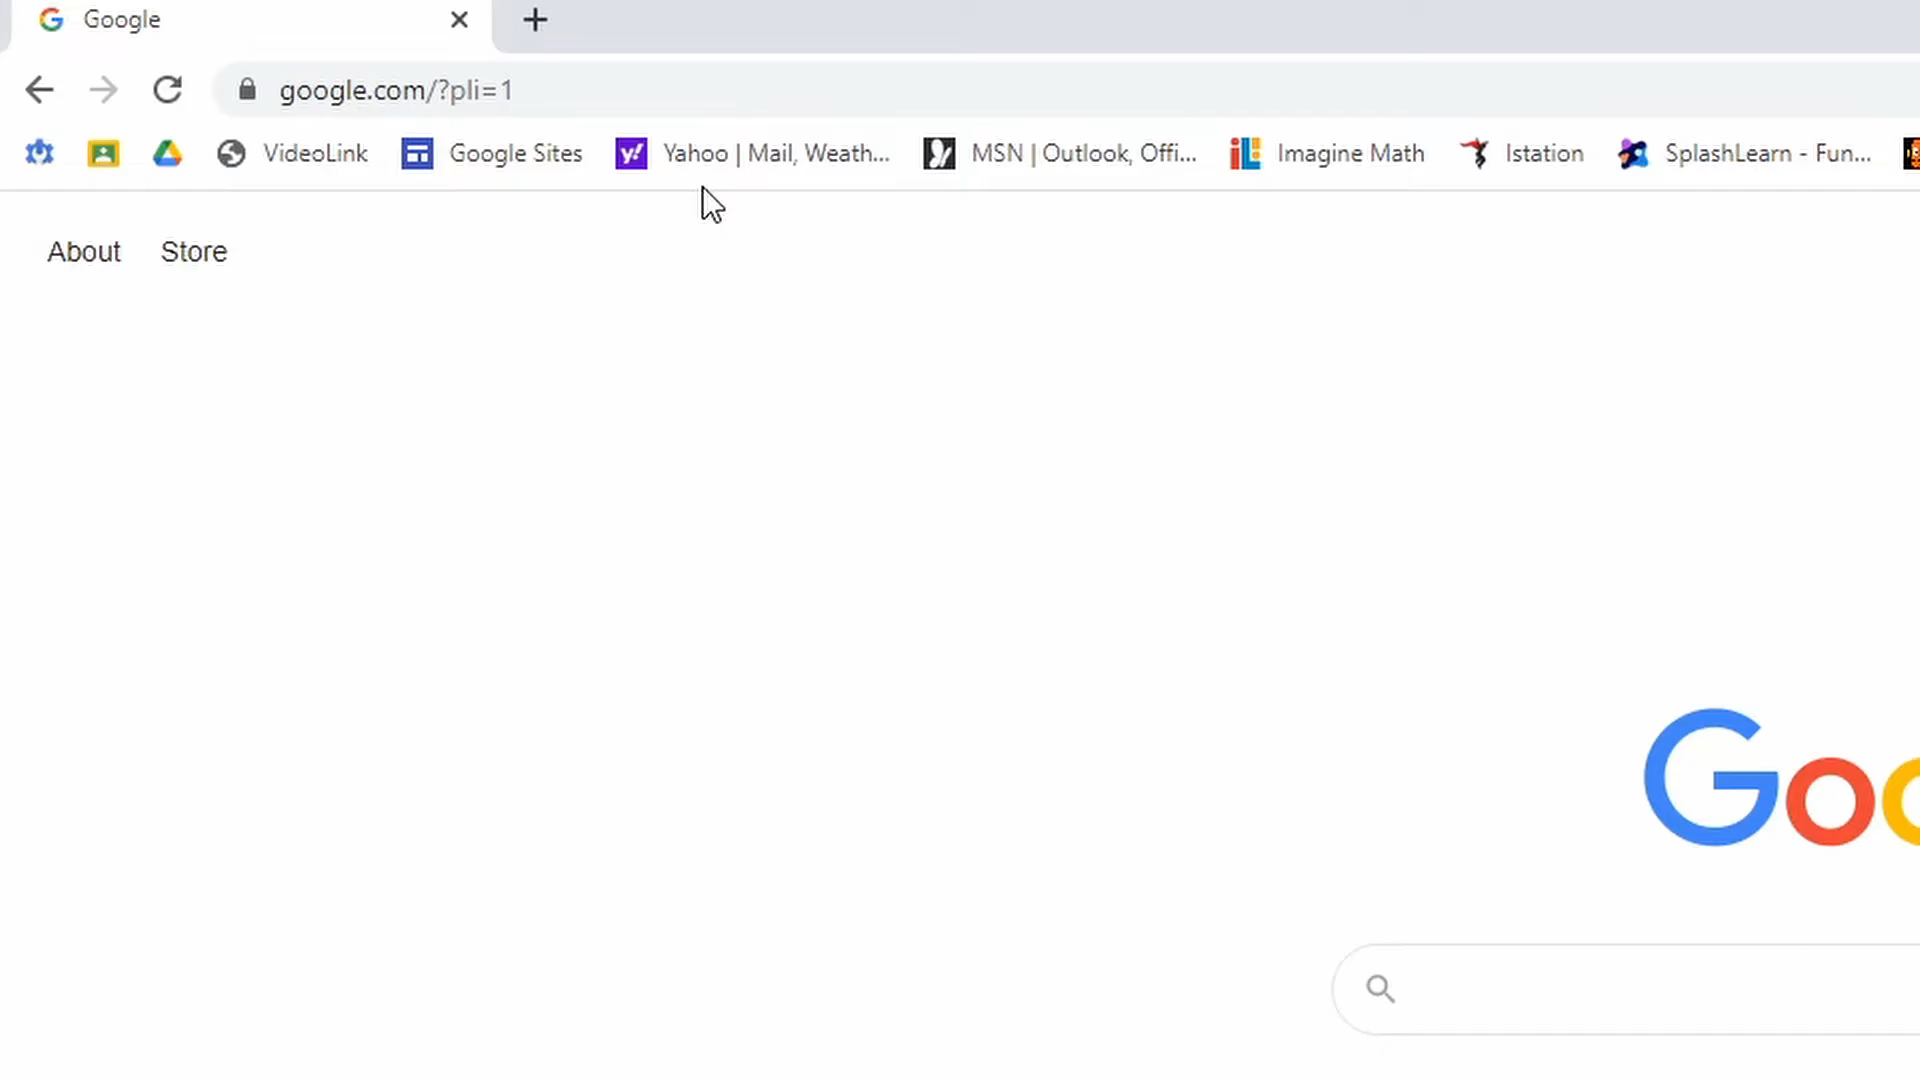 Google
google.com/?pli=1
VideoLink Google Sites Yahoo | Mail, Weath... MSN | Outlook, Offi... Imagine Math Istation SplashLearn - Fun...
About Store
Goo